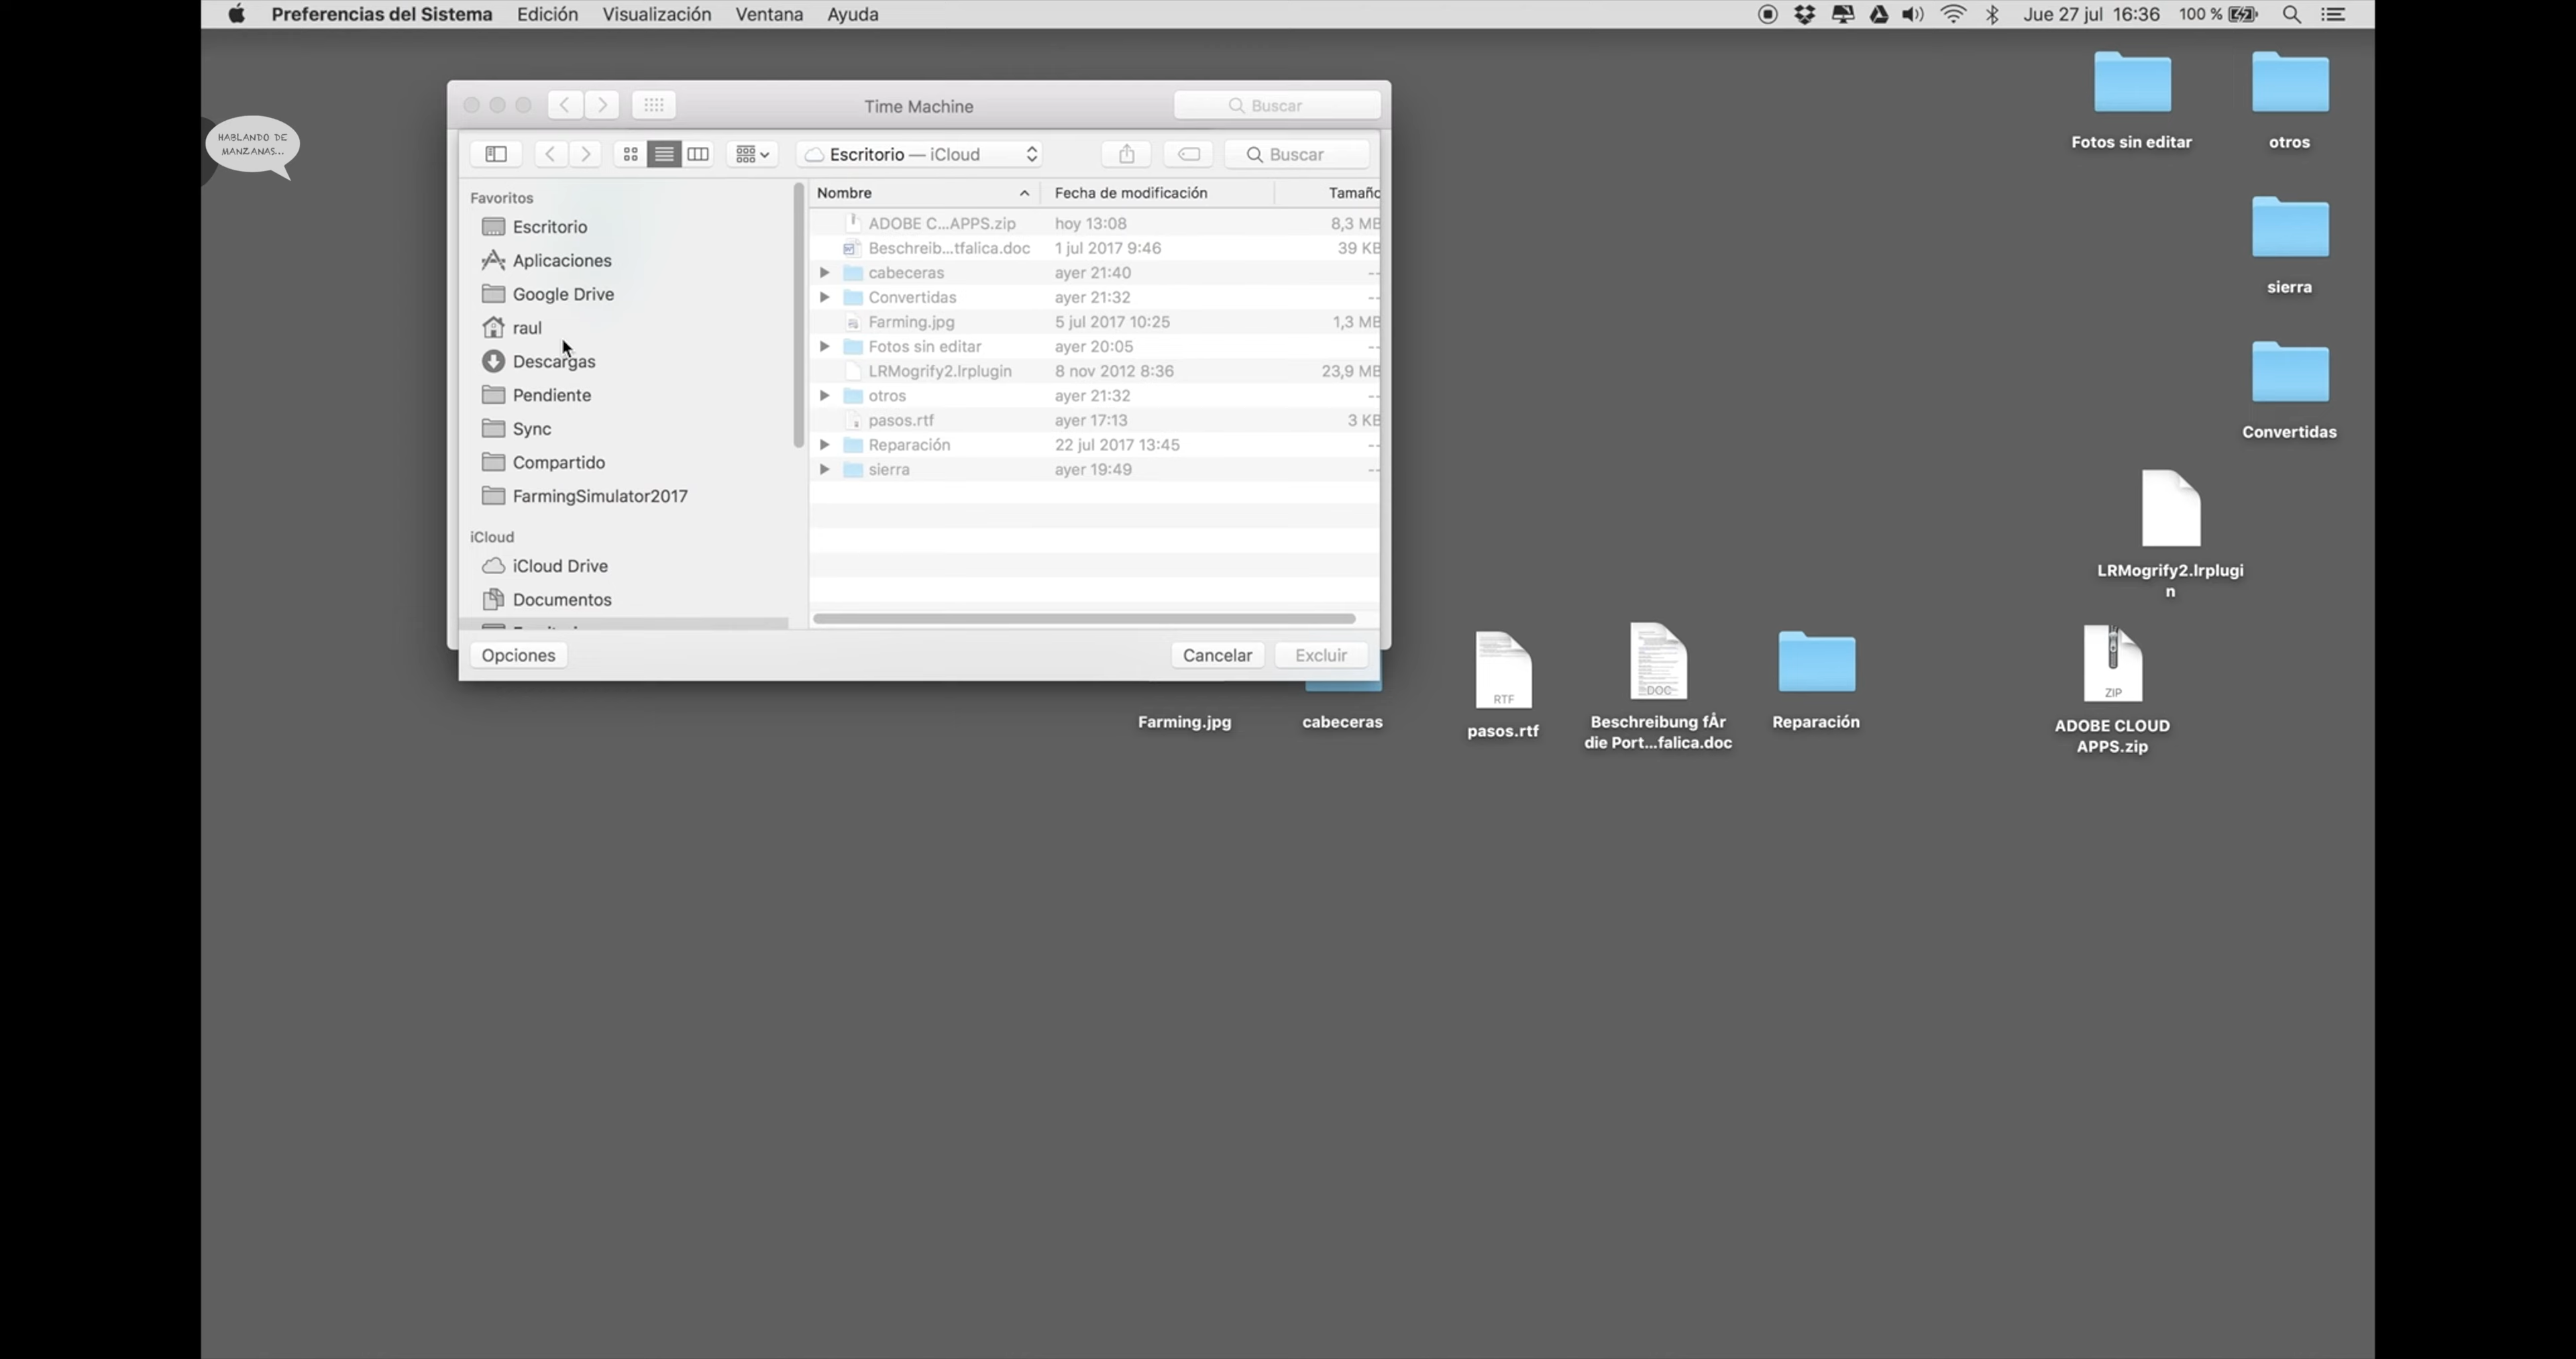 Preferencias del Sistema Edición Visualización Ventana Ayuda
Jue 27 jul 16:36 100 %
HABLANDO DE
MANZANAS...
Time Machine
Buscar
Escritorio — iCloud
Buscar
Favoritos
Escritorio
Aplicaciones
Google Drive
raul
Descargas
Pendiente
Sync
Compartido
FarmingSimulator2017
iCloud
iCloud Drive
Documentos
Nombre Fecha de modificación Tamaño
ADOBE C...APPS.zip hoy 13:08 8,3 MB
Beschreib...tfalica.doc 1 jul 2017 9:46 39 KB
cabeceras ayer 21:40 --
Convertidas ayer 21:32 --
Farming.jpg 5 jul 2017 10:25 1,3 MB
Fotos sin editar ayer 20:05 --
LRMogrify2.lrplugin 8 nov 2012 8:36 23,9 MB
otros ayer 21:32 --
pasos.rtf ayer 17:13 3 KB
Reparación 22 jul 2017 13:45 --
sierra ayer 19:49 --
Opciones
Cancelar
Excluir
Fotos sin editar
otros
sierra
Convertidas
LRMogrify2.lrplugi
n
RTF
DOC
ZIP
Farming.jpg
cabeceras
pasos.rtf
Beschreibung fÅr
die Port...falica.doc
Reparación
ADOBE CLOUD
APPS.zip